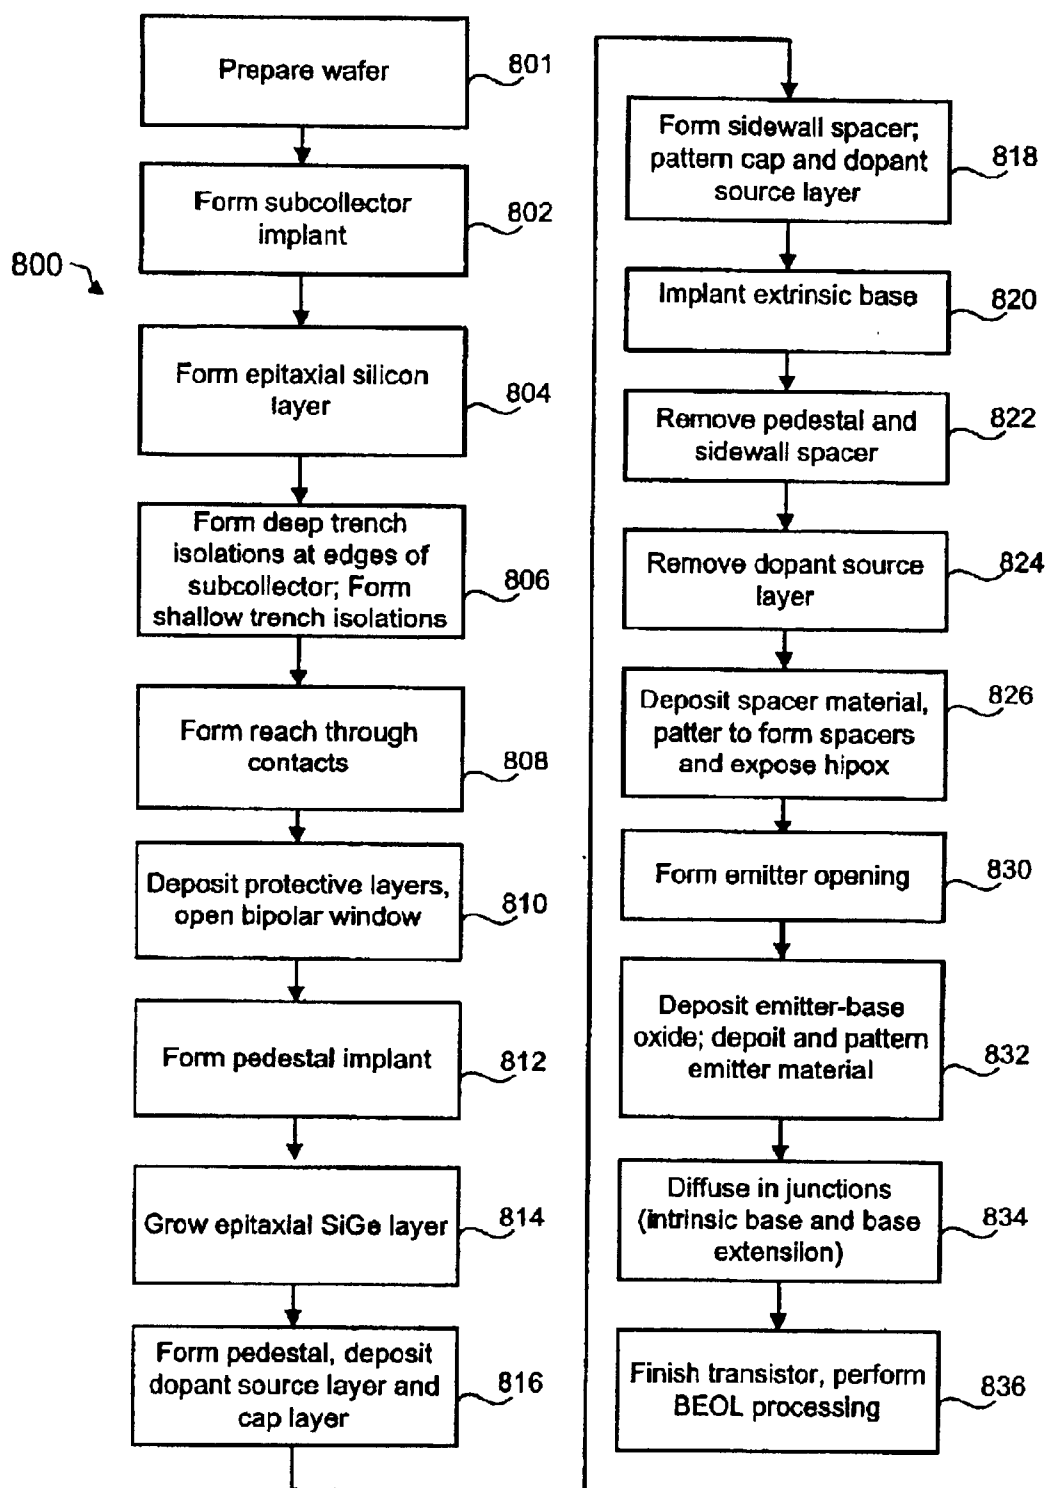 Prepare wafer
801
Form subcollector
implant
802
800
Form epitaxial silicon
layer
804
Form deep trench
isolations at edges of
subcollector; Form
shallow trench isolations
806
Form reach through
contacts
808
Deposit protective layers,
open bipolar window
810
Form pedestal implant
812
Grow epitaxial SiGe layer
814
Form pedestal, deposit
dopant source layer and
cap layer
816
Form sidewall spacer;
pattern cap and dopant
source layer
818
Implant extrinsic base
820
Remove pedestal and
sidewall spacer
822
Remove dopant source
layer
824
Deposit spacer material,
patter to form spacers
and expose hipox
826
Form emitter opening
830
Deposit emitter-base
oxide; depoit and pattern
emitter material
832
Diffuse in junctions
(intrinsic base and base
extensilon)
834
Finish transistor, perform
BEOL processing
836